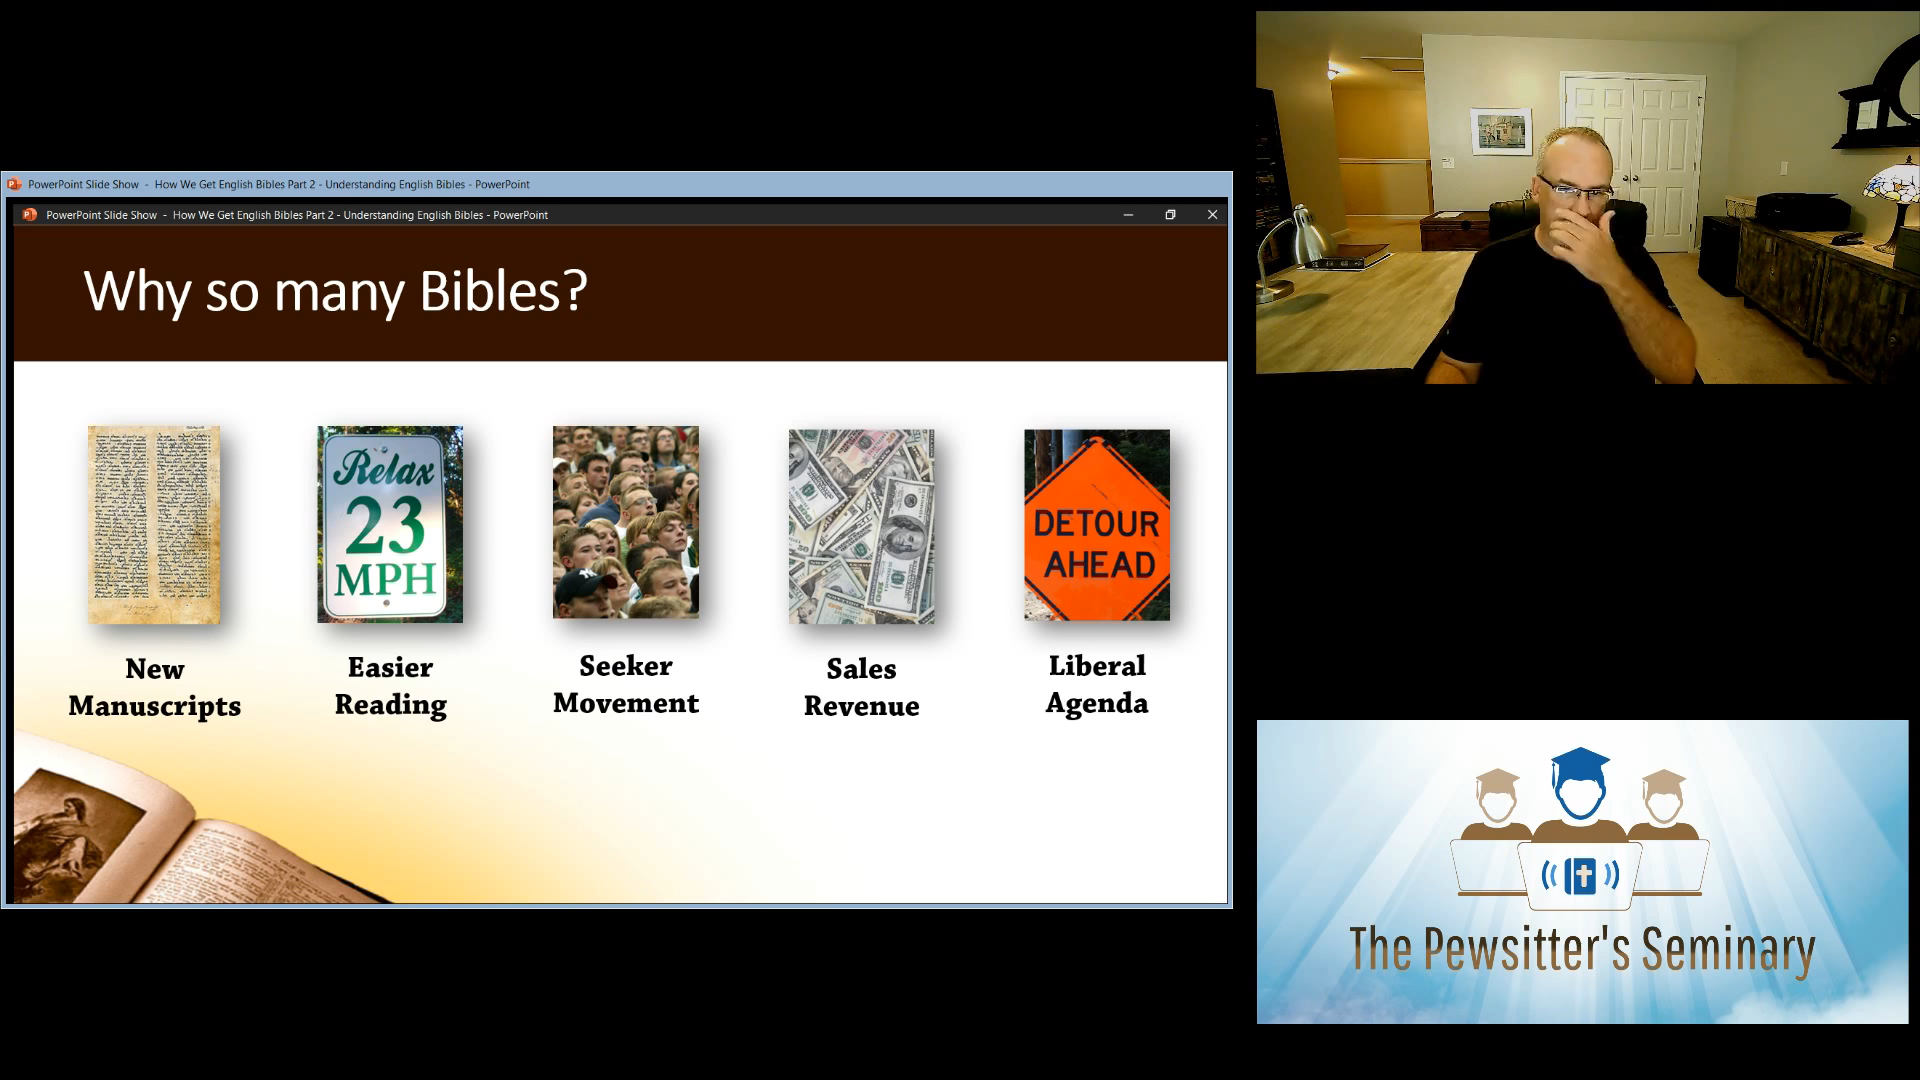 PowerPoint Slide Show - How We Get English Bibles Part 2 - Understanding English Bibles - PowerPoint
PowerPoint Slide Show - How We Get English Bibles Part 2 - Understanding English Bibles - PowerPoint
Why so many Bibles?
Relax
23
MPH
DETOUR
AHEAD
New
Manuscripts
Easier
Reading
Seeker
Movement
Sales
Revenue
Liberal
Agenda
The Pewsitter's Seminary